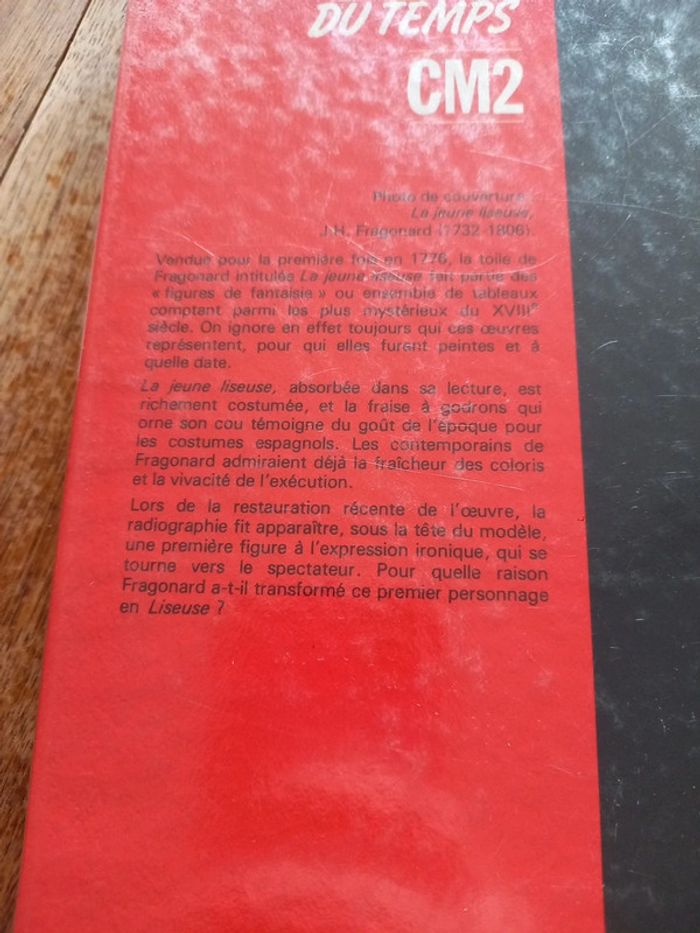 DU TEMPS
CM2
Photo de couverture :
La jeune liseuse,
J.-H. Fragonard (1732-1806).
Vendue pour la première fois en 1776, la toile de
Fragonard intitulée La jeune liseuse fait partie des
« figures de fantaisie » ou ensemble de tableaux
comptant parmi les plus mystérieux du XVIIIe
siècle. On ignore en effet toujours qui ces œuvres
représentent, pour qui elles furent peintes et à
quelle date.
La jeune liseuse, absorbée dans sa lecture, est
richement costumée, et la fraise à godrons qui
orne son cou témoigne du goût de l'époque pour
les costumes espagnols. Les contemporains de
Fragonard admiraient déjà la fraîcheur des coloris
et la vivacité de l'exécution.
Lors de la restauration récente de l'œuvre, la
radiographie fit apparaître, sous la tête du modèle,
une première figure à l'expression ironique, qui se
tourne vers le spectateur. Pour quelle raison
Fragonard a-t-il transformé ce premier personnage
en Liseuse ?